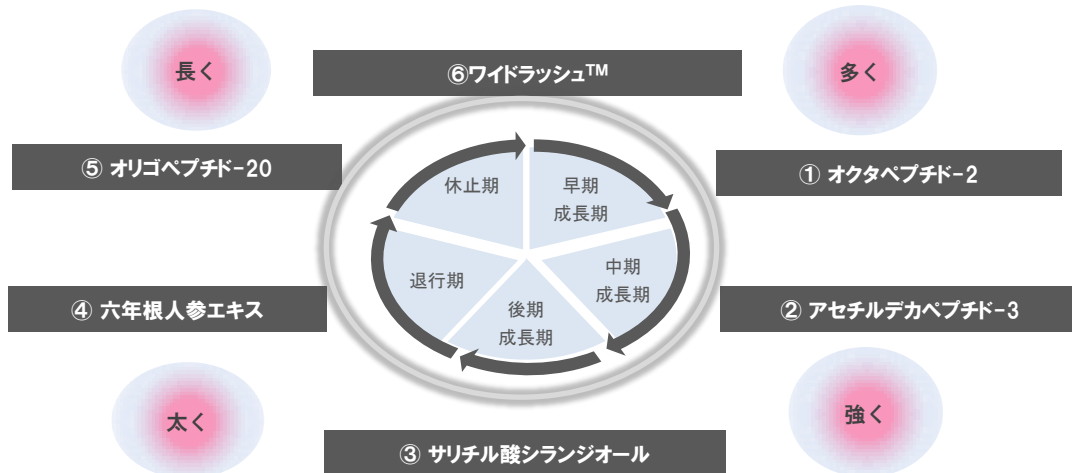 長く
⑥ワイドラッシュTM
多く
⑤ オリゴペプチド-20
① オクタペプチド-2
休止期
早期
成長期
退行期
中期
成長期
後期
成長期
④ 六年根人参エキス
② アセチルデカペプチド-3
太く
強く
③ サリチル酸シランジオール